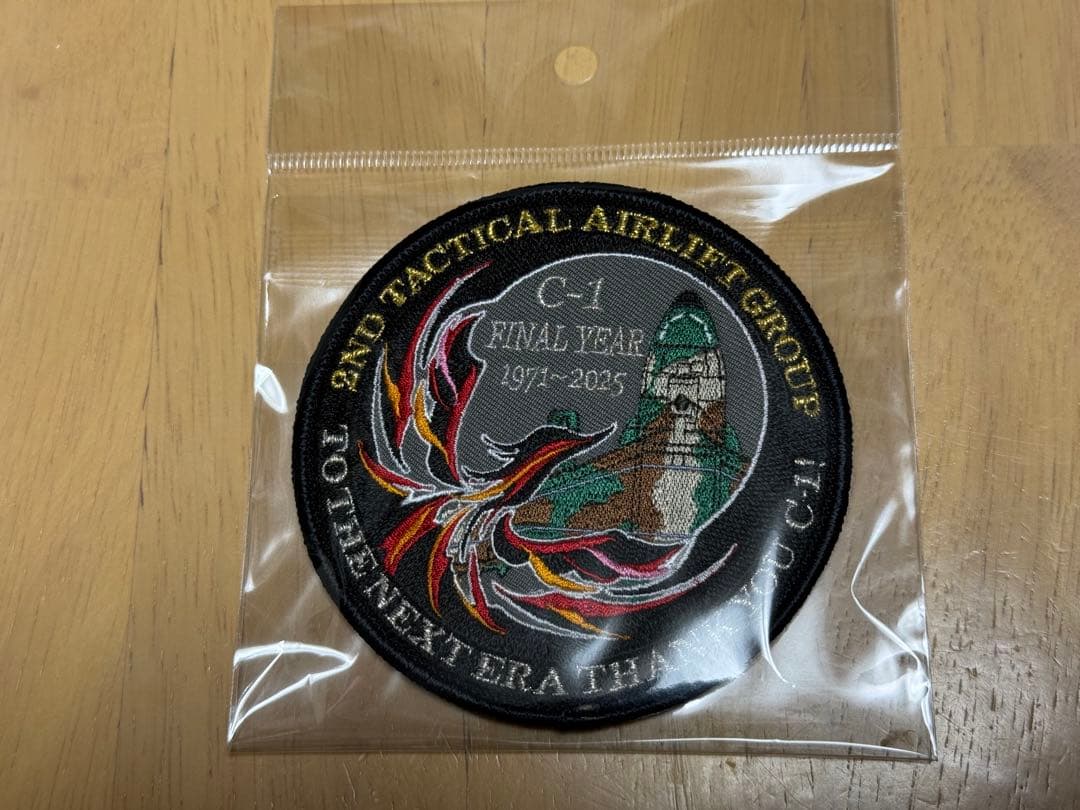 2ND TACTICAL AIRLIFT GROUP
C-1
FINAL YEAR
1971~2025
TO THE NEXT ERA THANK YOU C-1!